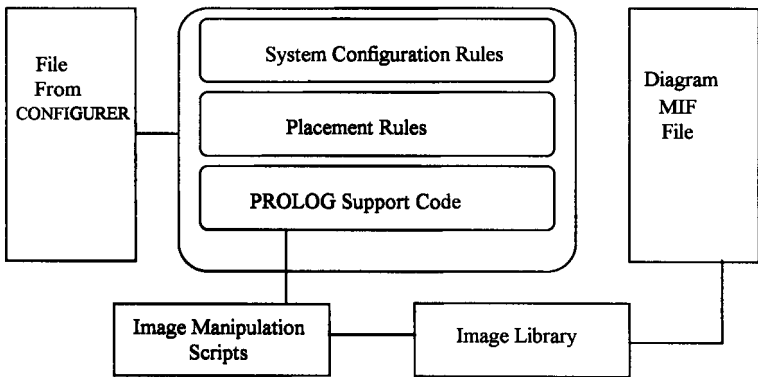 File
From
CONFIGURER
System Configuration Rules
Placement Rules
PROLOG Support Code
Diagram
MIF
File
Image Manipulation
Scripts
Image Library